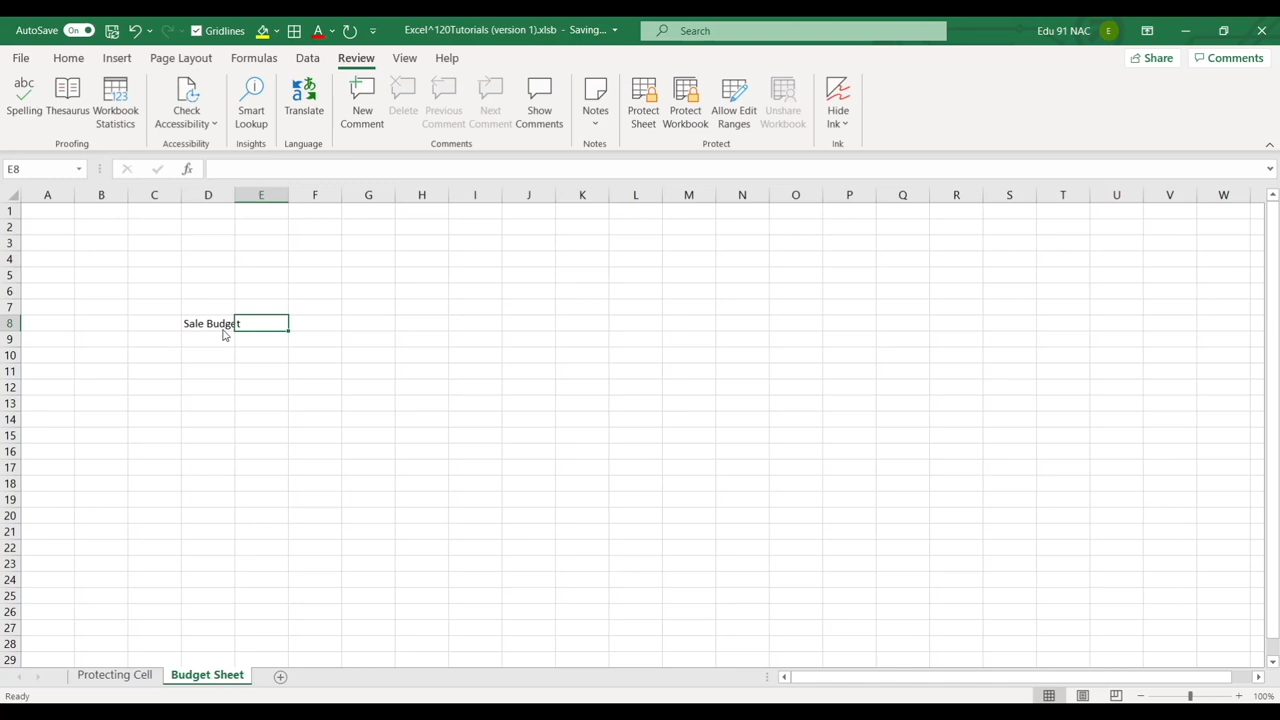 AutoSave On Gridlines A Excel^120Tutorials (version 1).xlsb - Saving... Search Edu 91 NAC E
File Home Insert Page Layout Formulas Data Review View Help Share Comments
abc
Spelling Thesaurus Workbook Statistics Check Accessibility Smart Lookup Translate New Comment Delete Previous Comment Next Comment Show Comments Notes Protect Sheet Protect Workbook Allow Edit Ranges Unshare Workbook Hide Ink
Proofing Accessibility Insights Language Comments Notes Protect Ink
E8 fx
A B C D E F G H I J K L M N O P Q R S T U V W
1
2
3
4
5
6
7
8 Sale Budget
9
10
11
12
13
14
15
16
17
18
19
20
21
22
23
24
25
26
27
28
29
Protecting Cell Budget Sheet
Ready 100%